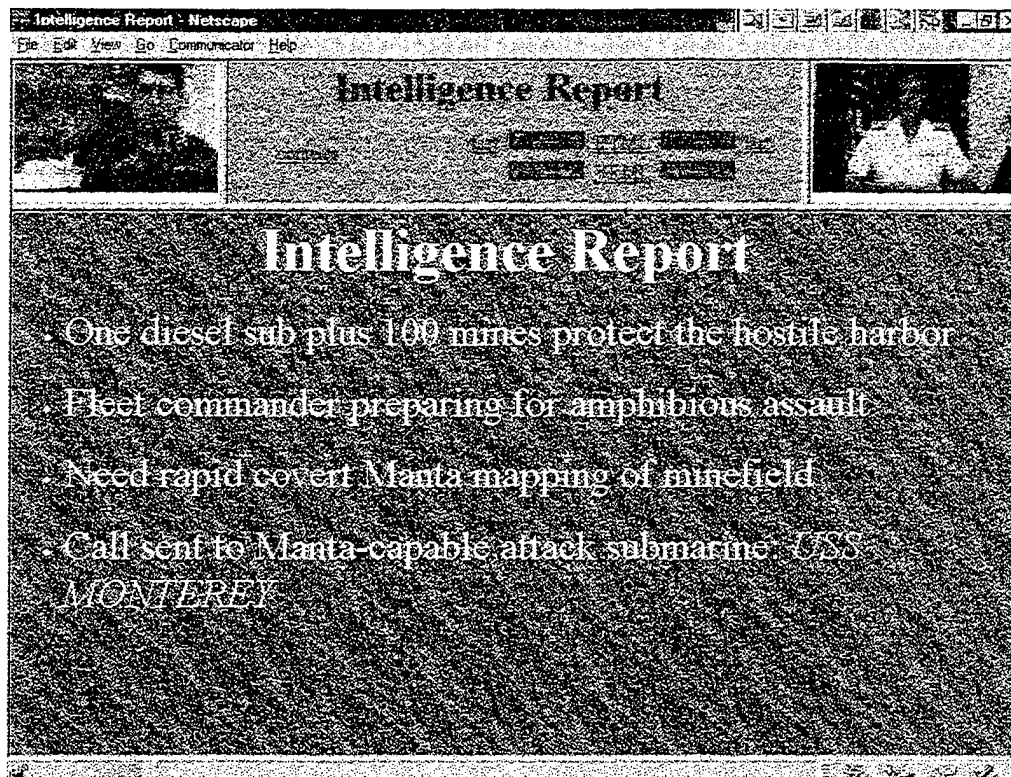 Intelligence Report - Netscape
File Edit View Go Communicator Help
Intelligence Report
Intelligence Report
• One diesel sub plus 100 mines protect the hostile harbor
• Fleet commander preparing for amphibious assault
• Need rapid covert Manta mapping of minefield
• Call sent to Manta-capable attack submarine: USS
MONTEREY